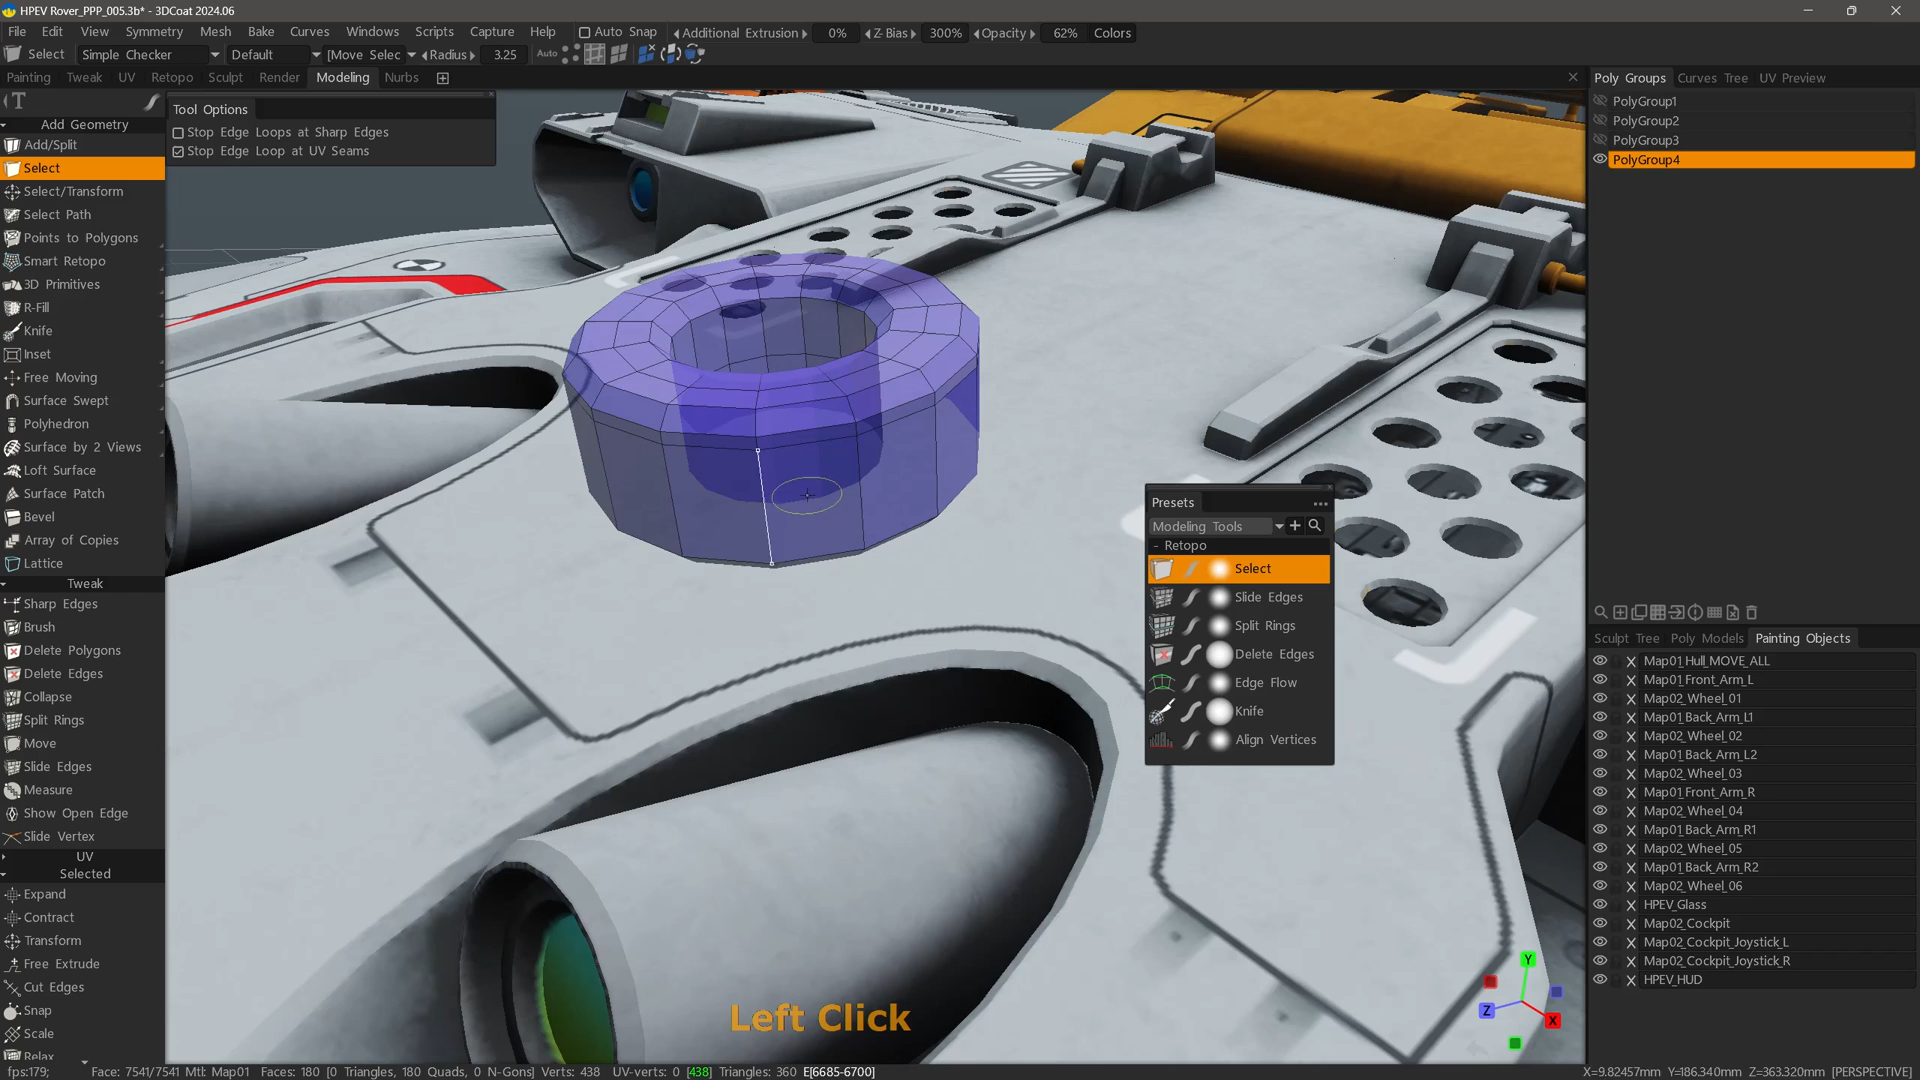 HPEV Rover_PPP_005.3b* - 3DCoat 2024.06
File Edit View Symmetry Mesh Bake Curves Windows Scripts Capture Help Auto Snap Additional Extrusion 0% Z-Bias 300% Opacity 62% Colors
Select Simple Checker Default [Move Selec Radius 3.25 Auto
Painting Tweak UV Retopo Sculpt Render Modeling Nurbs
Tool Options
Stop Edge Loops at Sharp Edges
Stop Edge Loop at UV Seams
T
Add Geometry
Add/Split
Select
Select/Transform
Select Path
Points to Polygons
Smart Retopo
3D Primitives
R-Fill
Knife
Inset
Free Moving
Surface Swept
Polyhedron
Surface by 2 Views
Loft Surface
Surface Patch
Bevel
Array of Copies
Lattice
Tweak
Sharp Edges
Brush
Delete Polygons
Delete Edges
Collapse
Split Rings
Move
Slide Edges
Measure
Show Open Edge
Slide Vertex
UV
Selected
Expand
Contract
Transform
Free Extrude
Cut Edges
Snap
Scale
Relax
Presets
Modeling Tools
- Retopo
Select
Slide Edges
Split Rings
Delete Edges
Edge Flow
Knife
Align Vertices
Poly Groups Curves Tree UV Preview
PolyGroup1
PolyGroup2
PolyGroup3
PolyGroup4
Sculpt Tree Poly Models Painting Objects
Map01_Hull_MOVE_ALL
Map01_Front_Arm_L
Map02_Wheel_01
Map01_Back_Arm_L1
Map02_Wheel_02
Map01_Back_Arm_L2
Map02_Wheel_03
Map01_Front_Arm_R
Map02_Wheel_04
Map01_Back_Arm_R1
Map02_Wheel_05
Map01_Back_Arm_R2
Map02_Wheel_06
HPEV_Glass
Map02_Cockpit
Map02_Cockpit_Joystick_L
Map02_Cockpit_Joystick_R
HPEV_HUD
Y
Z
X
Left Click
fps:179; Face: 7541/7541 Mtl: Map01 Faces: 180 [0 Triangles, 180 Quads, 0 N-Gons] Verts: 438 UV-verts: 0 [438] Triangles: 360 E[6685-6700] X=9.82457mm Y=186.340mm Z=363.320mm [PERSPECTIVE]